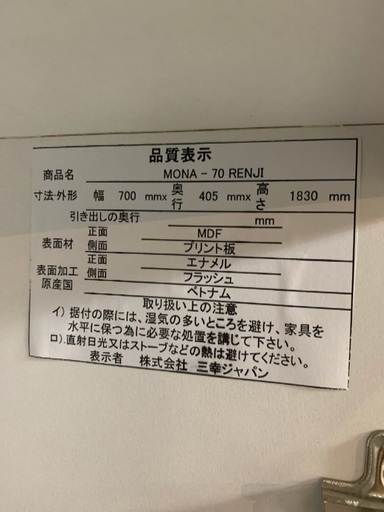 品質表示
商品名 MONA - 70 RENJI
寸法・外形 幅 700 mmx 奥行 405 mmx 高さ 1830 mm
引き出しの奥行 mm
表面材 正面 MDF
側面 プリント板
表面加工 正面 エナメル
側面 フラッシュ
原産国 ベトナム
取り扱い上の注意
イ）据付の際には、湿気の多いところを避け、家具を
水平に保つ為に必要な処置を講じて下さい。
ロ）.直射日光又はストーブなどの熱は避けてください。
表示者 株式会社 三幸ジャパン